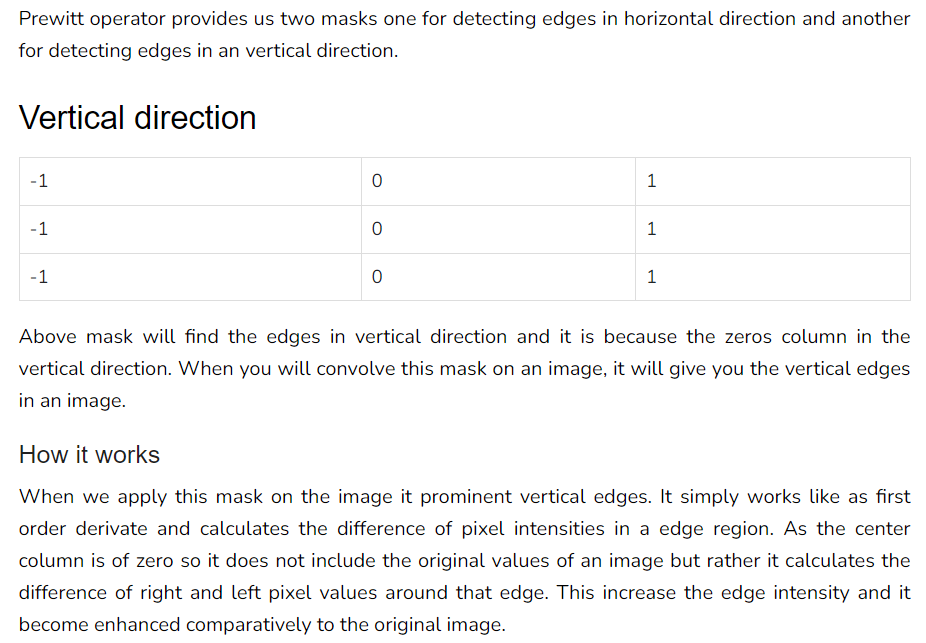 Prewitt operator provides us two masks one for detecting edges in horizontal direction and another
for detecting edges in an vertical direction.
Vertical direction
-1 0 1
-1 0 1
-1 0 1
Above mask will find the edges in vertical direction and it is because the zeros column in the
vertical direction. When you will convolve this mask on an image, it will give you the vertical edges
in an image.
How it works
When we apply this mask on the image it prominent vertical edges. It simply works like as first
order derivate and calculates the difference of pixel intensities in a edge region. As the center
column is of zero so it does not include the original values of an image but rather it calculates the
difference of right and left pixel values around that edge. This increase the edge intensity and it
become enhanced comparatively to the original image.